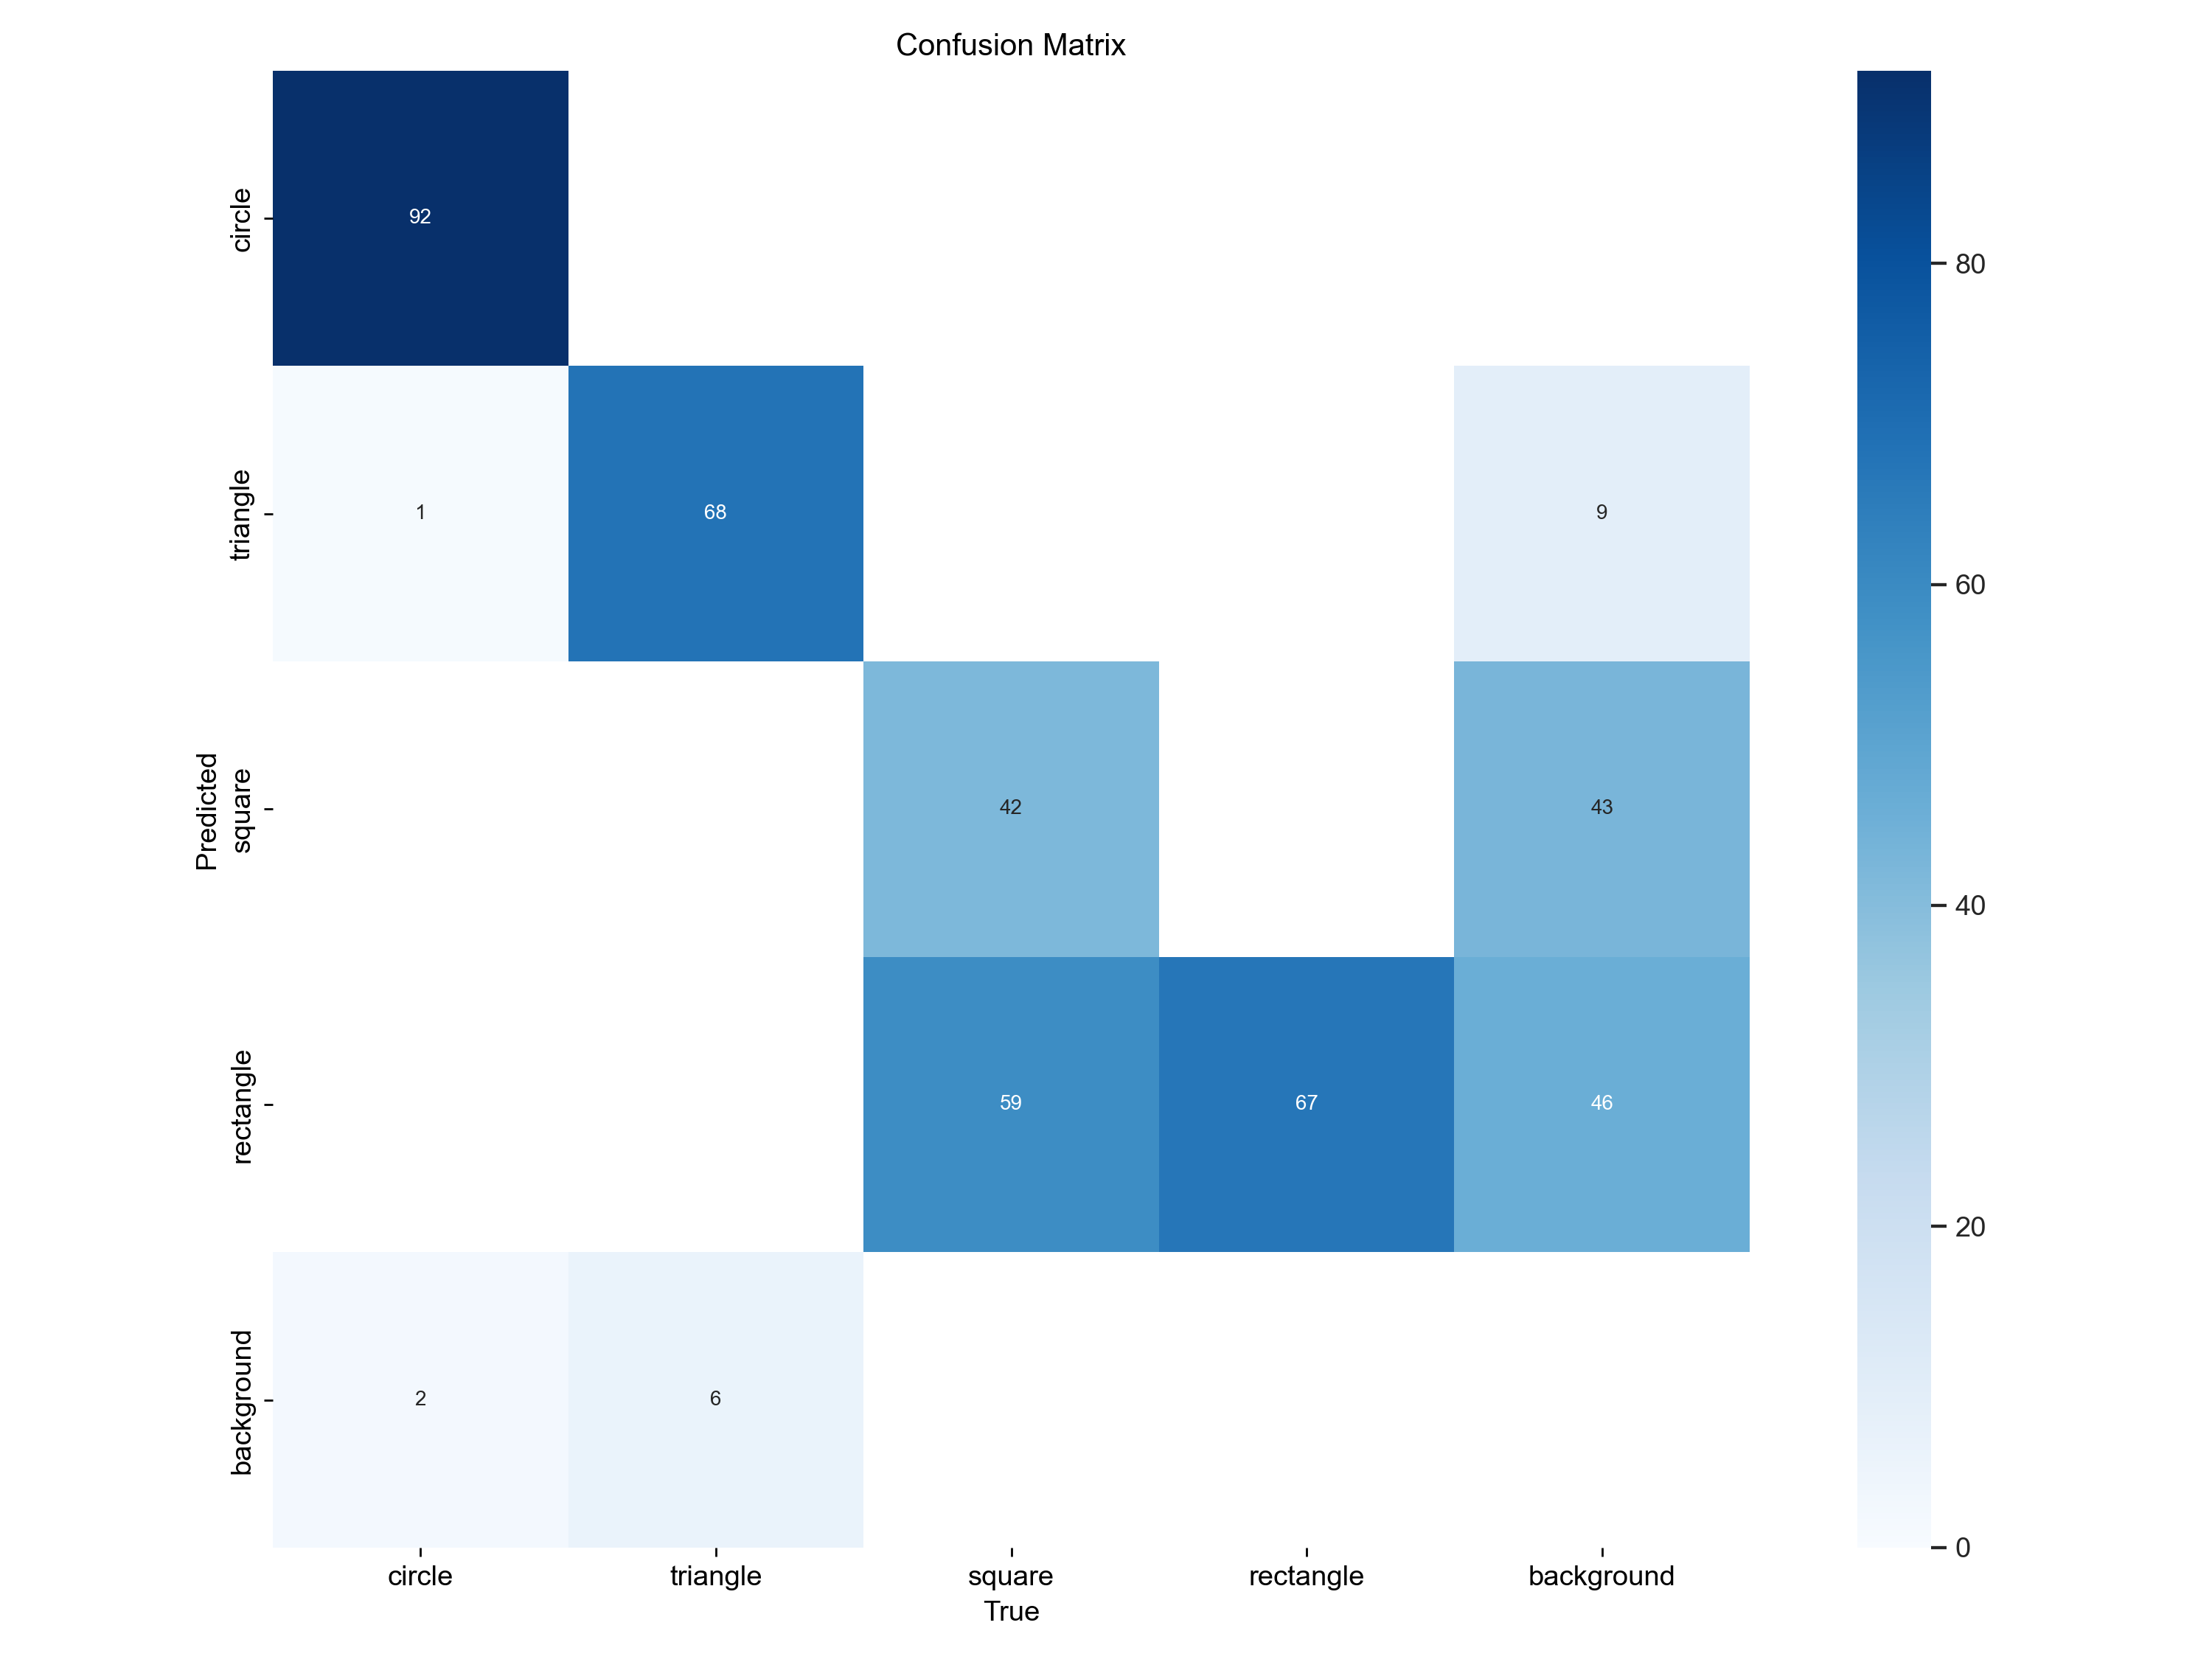 Confusion Matrix
circle
92
80
triangle
1
68
9
60
Predicted
square
42
43
40
rectangle
59
67
46
20
background
2
6
0
circle
triangle
square
rectangle
background
True